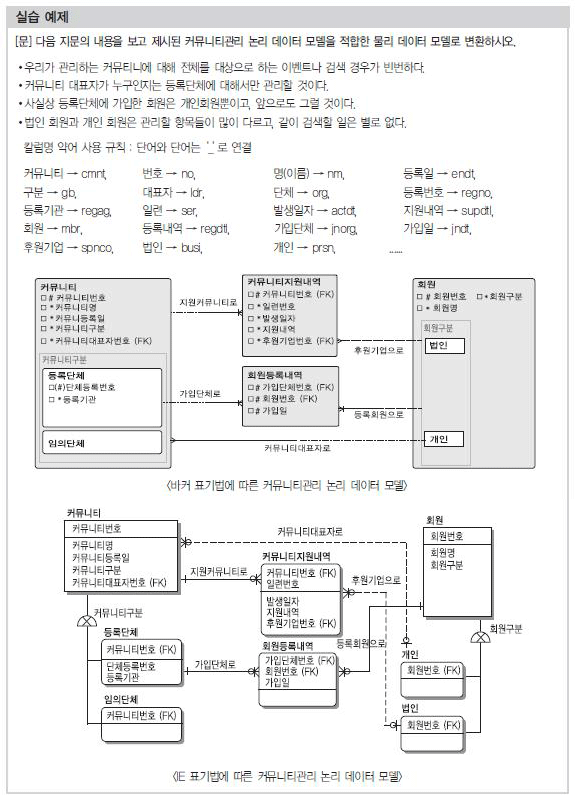 실습 예제
[문] 다음 지문의 내용을 보고 제시된 커뮤니티관리 논리 데이터 모델을 적합한 물리 데이터 모델로 변환하시오.
• 우리가 관리하는 커뮤티니에 대해 전체를 대상으로 하는 이벤트나 검색 경우가 빈번하다.
• 커뮤니티 대표자가 누구인지는 등록단체에 대해서만 관리할 것이다.
• 사실상 등록단체에 가입한 회원은 개인회원뿐이고, 앞으로도 그럴 것이다.
• 법인 회원과 개인 회원은 관리할 항목들이 많이 다르고, 같이 검색할 일은 별로 없다.
칼럼명 약어 사용 규칙 : 단어와 단어는 '_'로 연결
커뮤니티 → cmnt, 번호 → no, 명(이름) → nm, 등록일 → endt,
구분 → gb, 대표자 → ldr, 단체 → org, 등록번호 → regno,
등록기관 → regag, 일련 → ser, 발생일자 → actdt, 지원내역 → supdtl,
회원 → mbr, 등록내역 → regdtl, 가입단체 → jnorg, 가입일 → jndt,
후원기업 → spnco, 법인 → busi, 개인 → prsn, ......
커뮤니티
□ # 커뮤니티번호
□ * 커뮤니티명
□ * 커뮤니등록일
□ * 커뮤니티구분
□ * 커뮤니티대표자번호 (FK)
커뮤니티구분
등록단체
□(#)단체등록번호
□ * 등록기관
임의단체
지원커뮤니티로
가입단체로
커뮤니티지원내역
□ # 커뮤니티번호 (FK)
□ * 일련번호
□ * 발생일자
□ * 지원내역
□ * 후원기업번호 (FK)
회원등록내역
□ # 가입단체번호 (FK)
□ # 회원번호 (FK)
□ # 가입일
후원기업으로
등록회원으로
커뮤니티대표자로
회원
□ # 회원번호 □ *회원구분
□ * 회원명
회원구분
법인
개인
<바커 표기법에 따른 커뮤니티관리 논리 데이터 모델>
커뮤니티
커뮤니티번호
커뮤니티명
커뮤니티등록일
커뮤니티구분
커뮤니티대표자번호 (FK)
커뮤니티구분
등록단체
커뮤니티번호 (FK)
단체등록번호
등록기관
임의단체
커뮤니티번호 (FK)
커뮤니티대표자로
지원커뮤니티로
커뮤니티지원내역
커뮤니티번호 (FK)
일련번호
발생일자
지원내역
후원기업번호 (FK)
후원기업으로
가입단체로
회원등록내역
가입단체번호 (FK)
회원번호 (FK)
가입일
등록회원으로
회원
회원번호
회원명
회원구분
회원구분
개인
회원번호 (FK)
법인
회원번호 (FK)
<IE 표기법에 따른 커뮤니티관리 논리 데이터 모델>